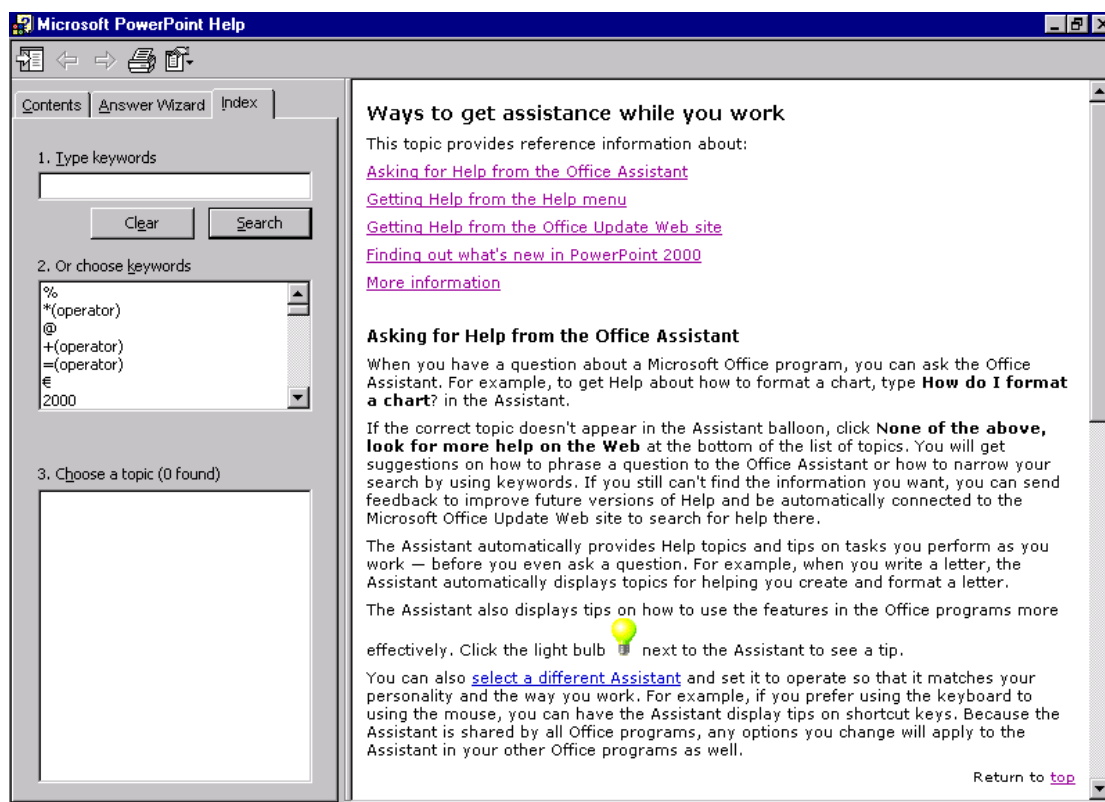 Microsoft PowerPoint Help
Contents
Answer Wizard
Index
1. Type keywords
Clear
Search
2. Or choose keywords
%
*(operator)
@
+(operator)
=(operator)
€
2000
3. Choose a topic (0 found)
Ways to get assistance while you work
This topic provides reference information about:
Asking for Help from the Office Assistant
Getting Help from the Help menu
Getting Help from the Office Update Web site
Finding out what's new in PowerPoint 2000
More information
Asking for Help from the Office Assistant
When you have a question about a Microsoft Office program, you can ask the Office
Assistant. For example, to get Help about how to format a chart, type How do I format
a chart? in the Assistant.
If the correct topic doesn't appear in the Assistant balloon, click None of the above,
look for more help on the Web at the bottom of the list of topics. You will get
suggestions on how to phrase a question to the Office Assistant or how to narrow your
search by using keywords. If you still can't find the information you want, you can send
feedback to improve future versions of Help and be automatically connected to the
Microsoft Office Update Web site to search for help there.
The Assistant automatically provides Help topics and tips on tasks you perform as you
work — before you even ask a question. For example, when you write a letter, the
Assistant automatically displays topics for helping you create and format a letter.
The Assistant also displays tips on how to use the features in the Office programs more
effectively. Click the light bulb next to the Assistant to see a tip.
You can also select a different Assistant and set it to operate so that it matches your
personality and the way you work. For example, if you prefer using the keyboard to
using the mouse, you can have the Assistant display tips on shortcut keys. Because the
Assistant is shared by all Office programs, any options you change will apply to the
Assistant in your other Office programs as well.
Return to top